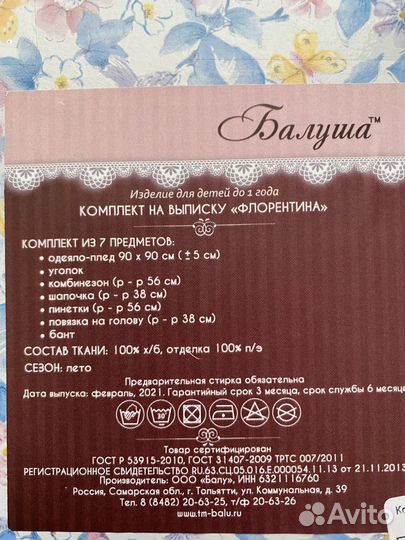 Балуша™
Изделие для детей до 1 года
КОМПЛЕКТ НА ВЫПИСКУ «ФЛОРЕНТИНА»
КОМПЛЕКТ ИЗ 7 ПРЕДМЕТОВ:
• одеяло-плед 90 х 90 см (±5 см)
• уголок
• комбинезон (р - р 56 см)
• шапочка (р - р 38 см)
• пинетки (р - р 56 см)
• повязка на голову (р - р 38 см)
• бант
СОСТАВ ТКАНИ: 100% х/б, отделка 100% п/э
СЕЗОН: лето
Предварительная стирка обязательна
Дата выпуска: февраль, 2021. Гарантийный срок 3 месяца, срок службы 6 месяце
30°
Товар сертифицирован
ГОСТ Р 53915-2010, ГОСТ 31407-2009 ТРТС 007/2011
РЕГИСТРАЦИОННОЕ СВИДЕТЕЛЬСТВО RU.63.СЦ.05.016.Е.000054.11.13 от 21.11.2013
Производитель: ООО «Балу», ИНН 6321116760
Россия, Самарская обл., г. Тольятти, ул. Коммунальная, д. 39
Тел. 8 (8482) 20-63-25, т/ф 20-63-26
www.tm-balu.ru
Avito